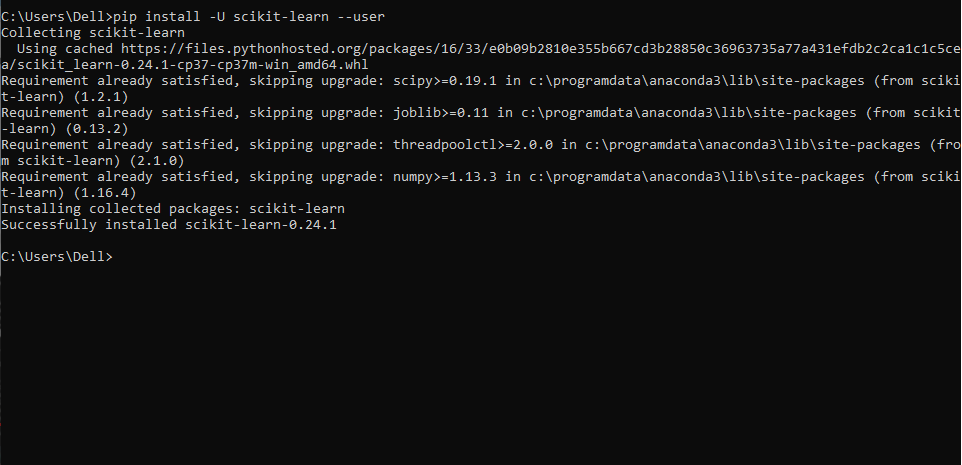 C:\Users\Dell>pip install -U scikit-learn --user
Collecting scikit-learn
  Using cached https://files.pythonhosted.org/packages/16/33/e0b09b2810e355b667cd3b28850c36963735a77a431efdb2c2ca1c1c5ce
a/scikit_learn-0.24.1-cp37-cp37m-win_amd64.whl
Requirement already satisfied, skipping upgrade: scipy>=0.19.1 in c:\programdata\anaconda3\lib\site-packages (from sciki
t-learn) (1.2.1)
Requirement already satisfied, skipping upgrade: joblib>=0.11 in c:\programdata\anaconda3\lib\site-packages (from scikit
-learn) (0.13.2)
Requirement already satisfied, skipping upgrade: threadpoolctl>=2.0.0 in c:\programdata\anaconda3\lib\site-packages (fro
m scikit-learn) (2.1.0)
Requirement already satisfied, skipping upgrade: numpy>=1.13.3 in c:\programdata\anaconda3\lib\site-packages (from sciki
t-learn) (1.16.4)
Installing collected packages: scikit-learn
Successfully installed scikit-learn-0.24.1
C:\Users\Dell>